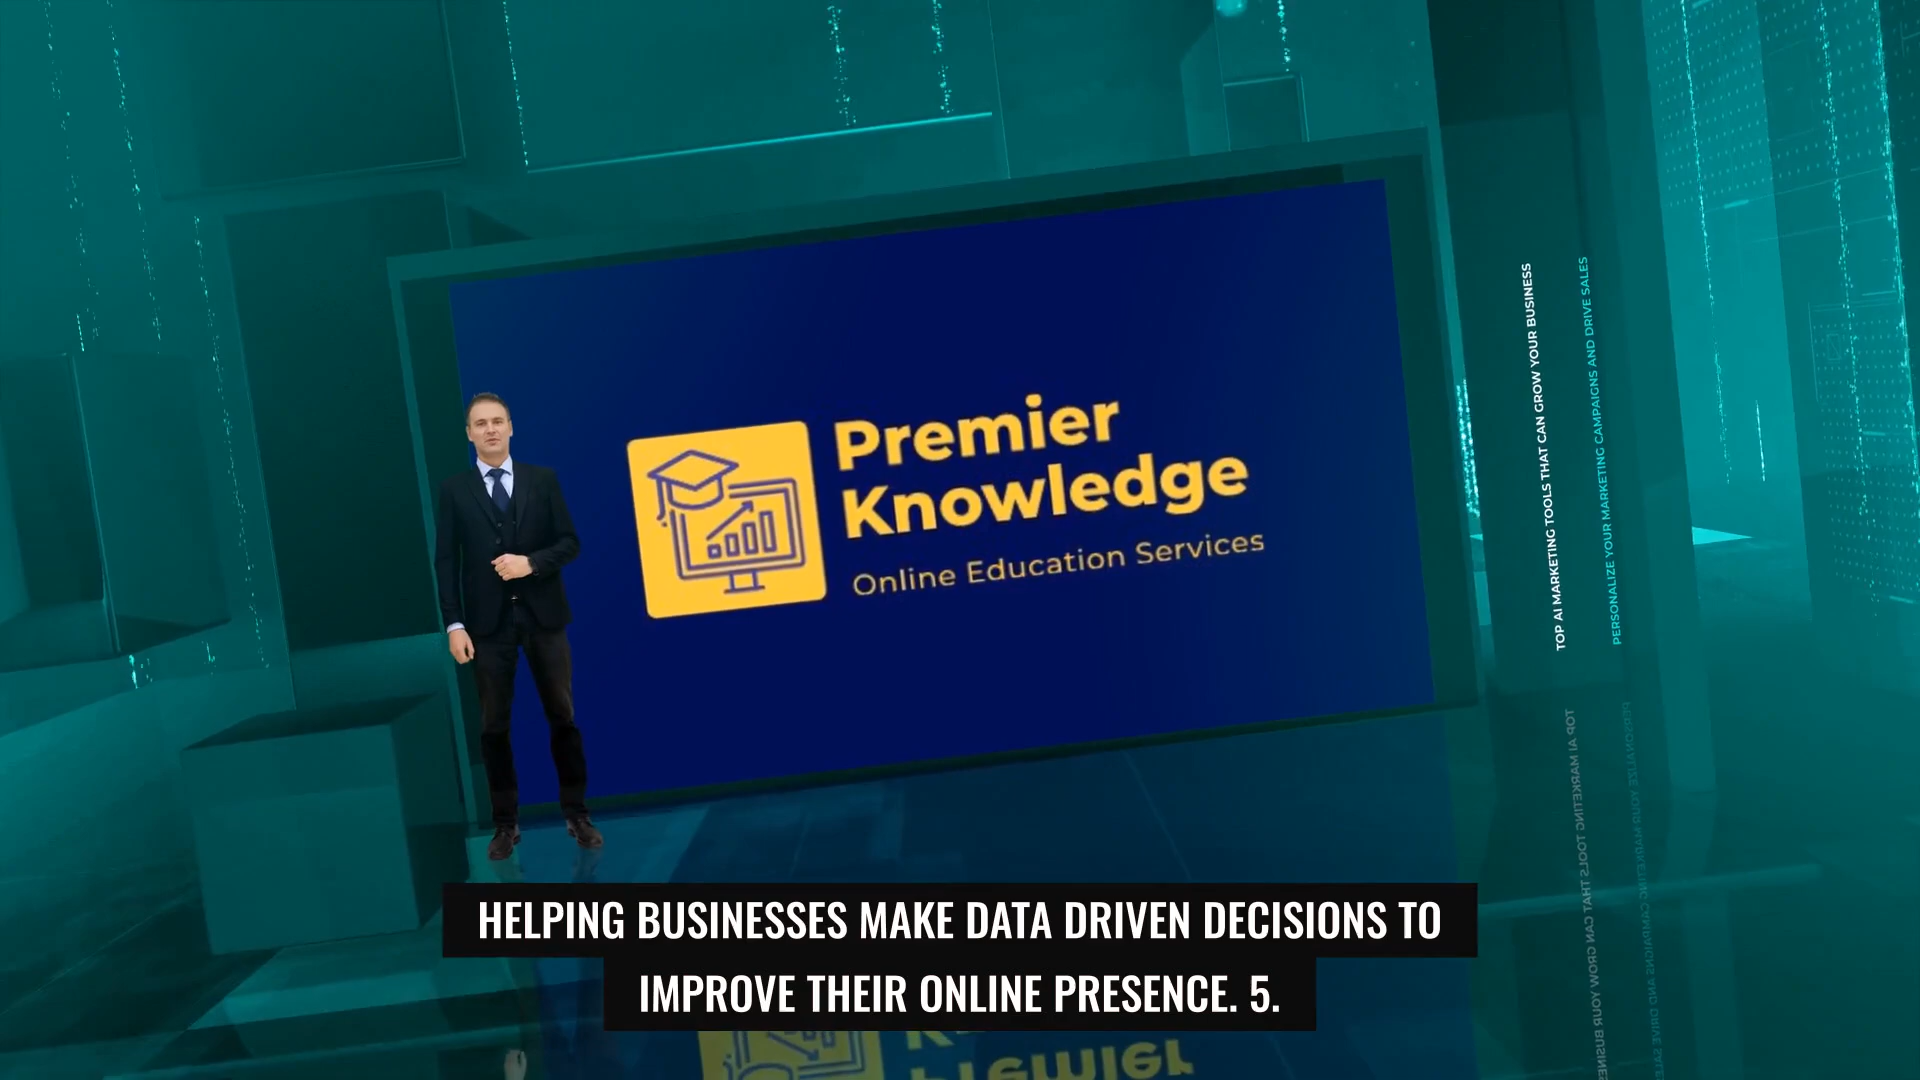 Premier
Knowledge
Online Education Services
TOP AI MARKETING TOOLS THAT CAN GROW YOUR BUSINESS
PERSONALIZE YOUR MARKETING CAMPAIGNS AND DRIVE SALES
HELPING BUSINESSES MAKE DATA DRIVEN DECISIONS TO
IMPROVE THEIR ONLINE PRESENCE. 5.